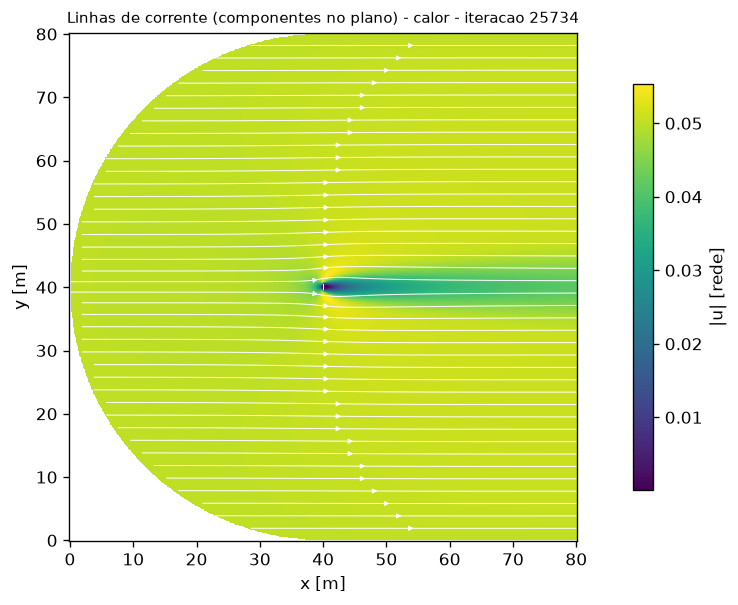 Linhas de corrente (componentes no plano) - calor - iteracao 25734
80
70
60
50
40
30
20
10
0
y [m]
0 10 20 30 40 50 60 70 80
x [m]
0.05
0.04
0.03
0.02
0.01
|u| [rede]